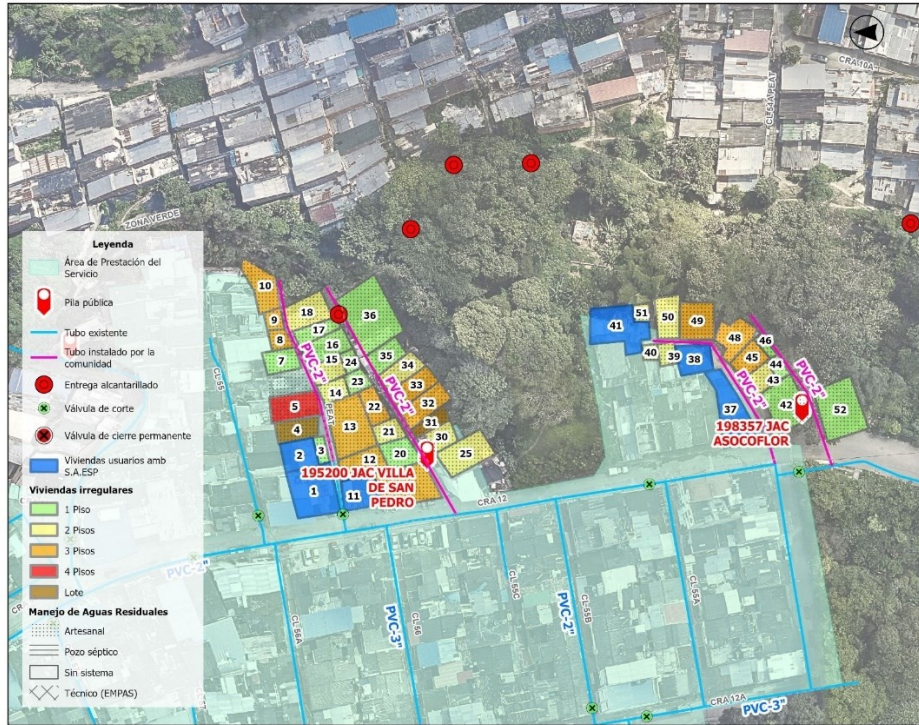 CRA 10A
CL 54A PEAT
ZONA VERDE
Leyenda
Área de Prestación del
Servicio
Pila pública
Tubo existente
Tubo instalado por la
comunidad
Entrega alcantarillado
Válvula de corte
Válvula de cierre permanente
Viviendas usuarios amb
S.A.ESP
Viviendas irregulares
1 Piso
2 Pisos
3 Pisos
4 Pisos
Lote
Manejo de Aguas Residuales
Artesanal
Pozo séptico
Sin sistema
Técnico (EMPAS)
10
9
8
7
5
4
2
3
1
18
17
16
15
14
13
12
11
36
35
24
23
22
21
20
34
33
32
31
30
25
PVC-2"
PVC-2"
PEAT
CL 55
195200 JAC VILLA
DE SAN
PEDRO
41
51
50
49
40
39
38
37
48
46
45
44
43
42
52
PVC-2"
PVC-2"
198357 JAC
ASOCOFLOR
CRA 12
PVC-2"
CL 56A
PVC-3"
CL 56
CL 55C
PVC-2"
CL 55B
CL 55A
CRA 12A
PVC-3"